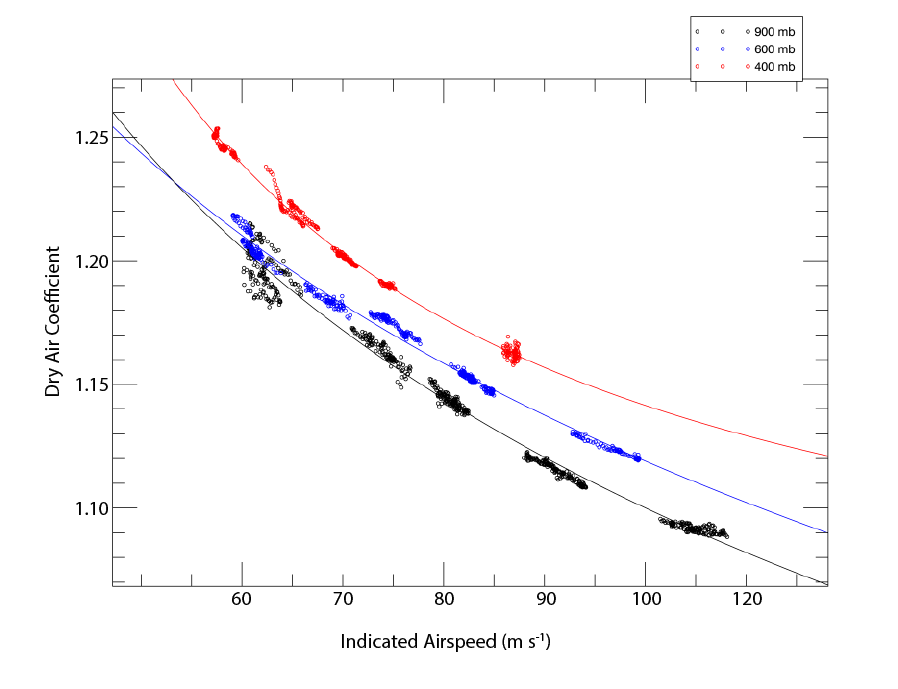 900 mb
600 mb
400 mb
1.25
1.20
1.15
1.10
Dry Air Coefficient
60 70 80 90 100 120
Indicated Airspeed (m s-1)